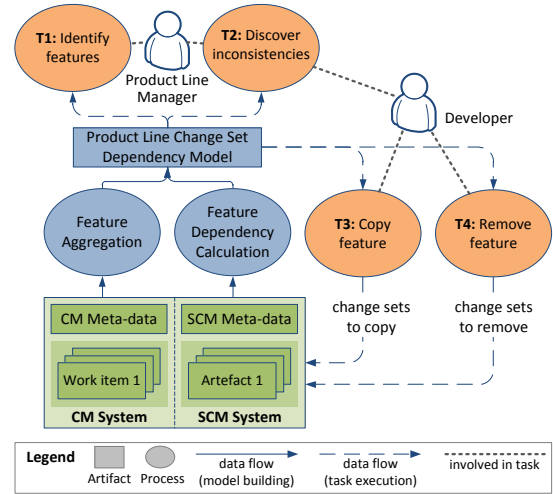 T1: Identify
features
T2: Discover
inconsistencies
Product Line
Manager
Developer
Product Line Change Set
Dependency Model
Feature
Aggregation
Feature
Dependency
Calculation
T3: Copy
feature
T4: Remove
feature
CM Meta-data
SCM Meta-data
change sets
to copy
change sets
to remove
Work item 1
Artefact 1
CM System
SCM System
Legend
Artifact
Process
data flow
(model building)
data flow
(task execution)
involved in task